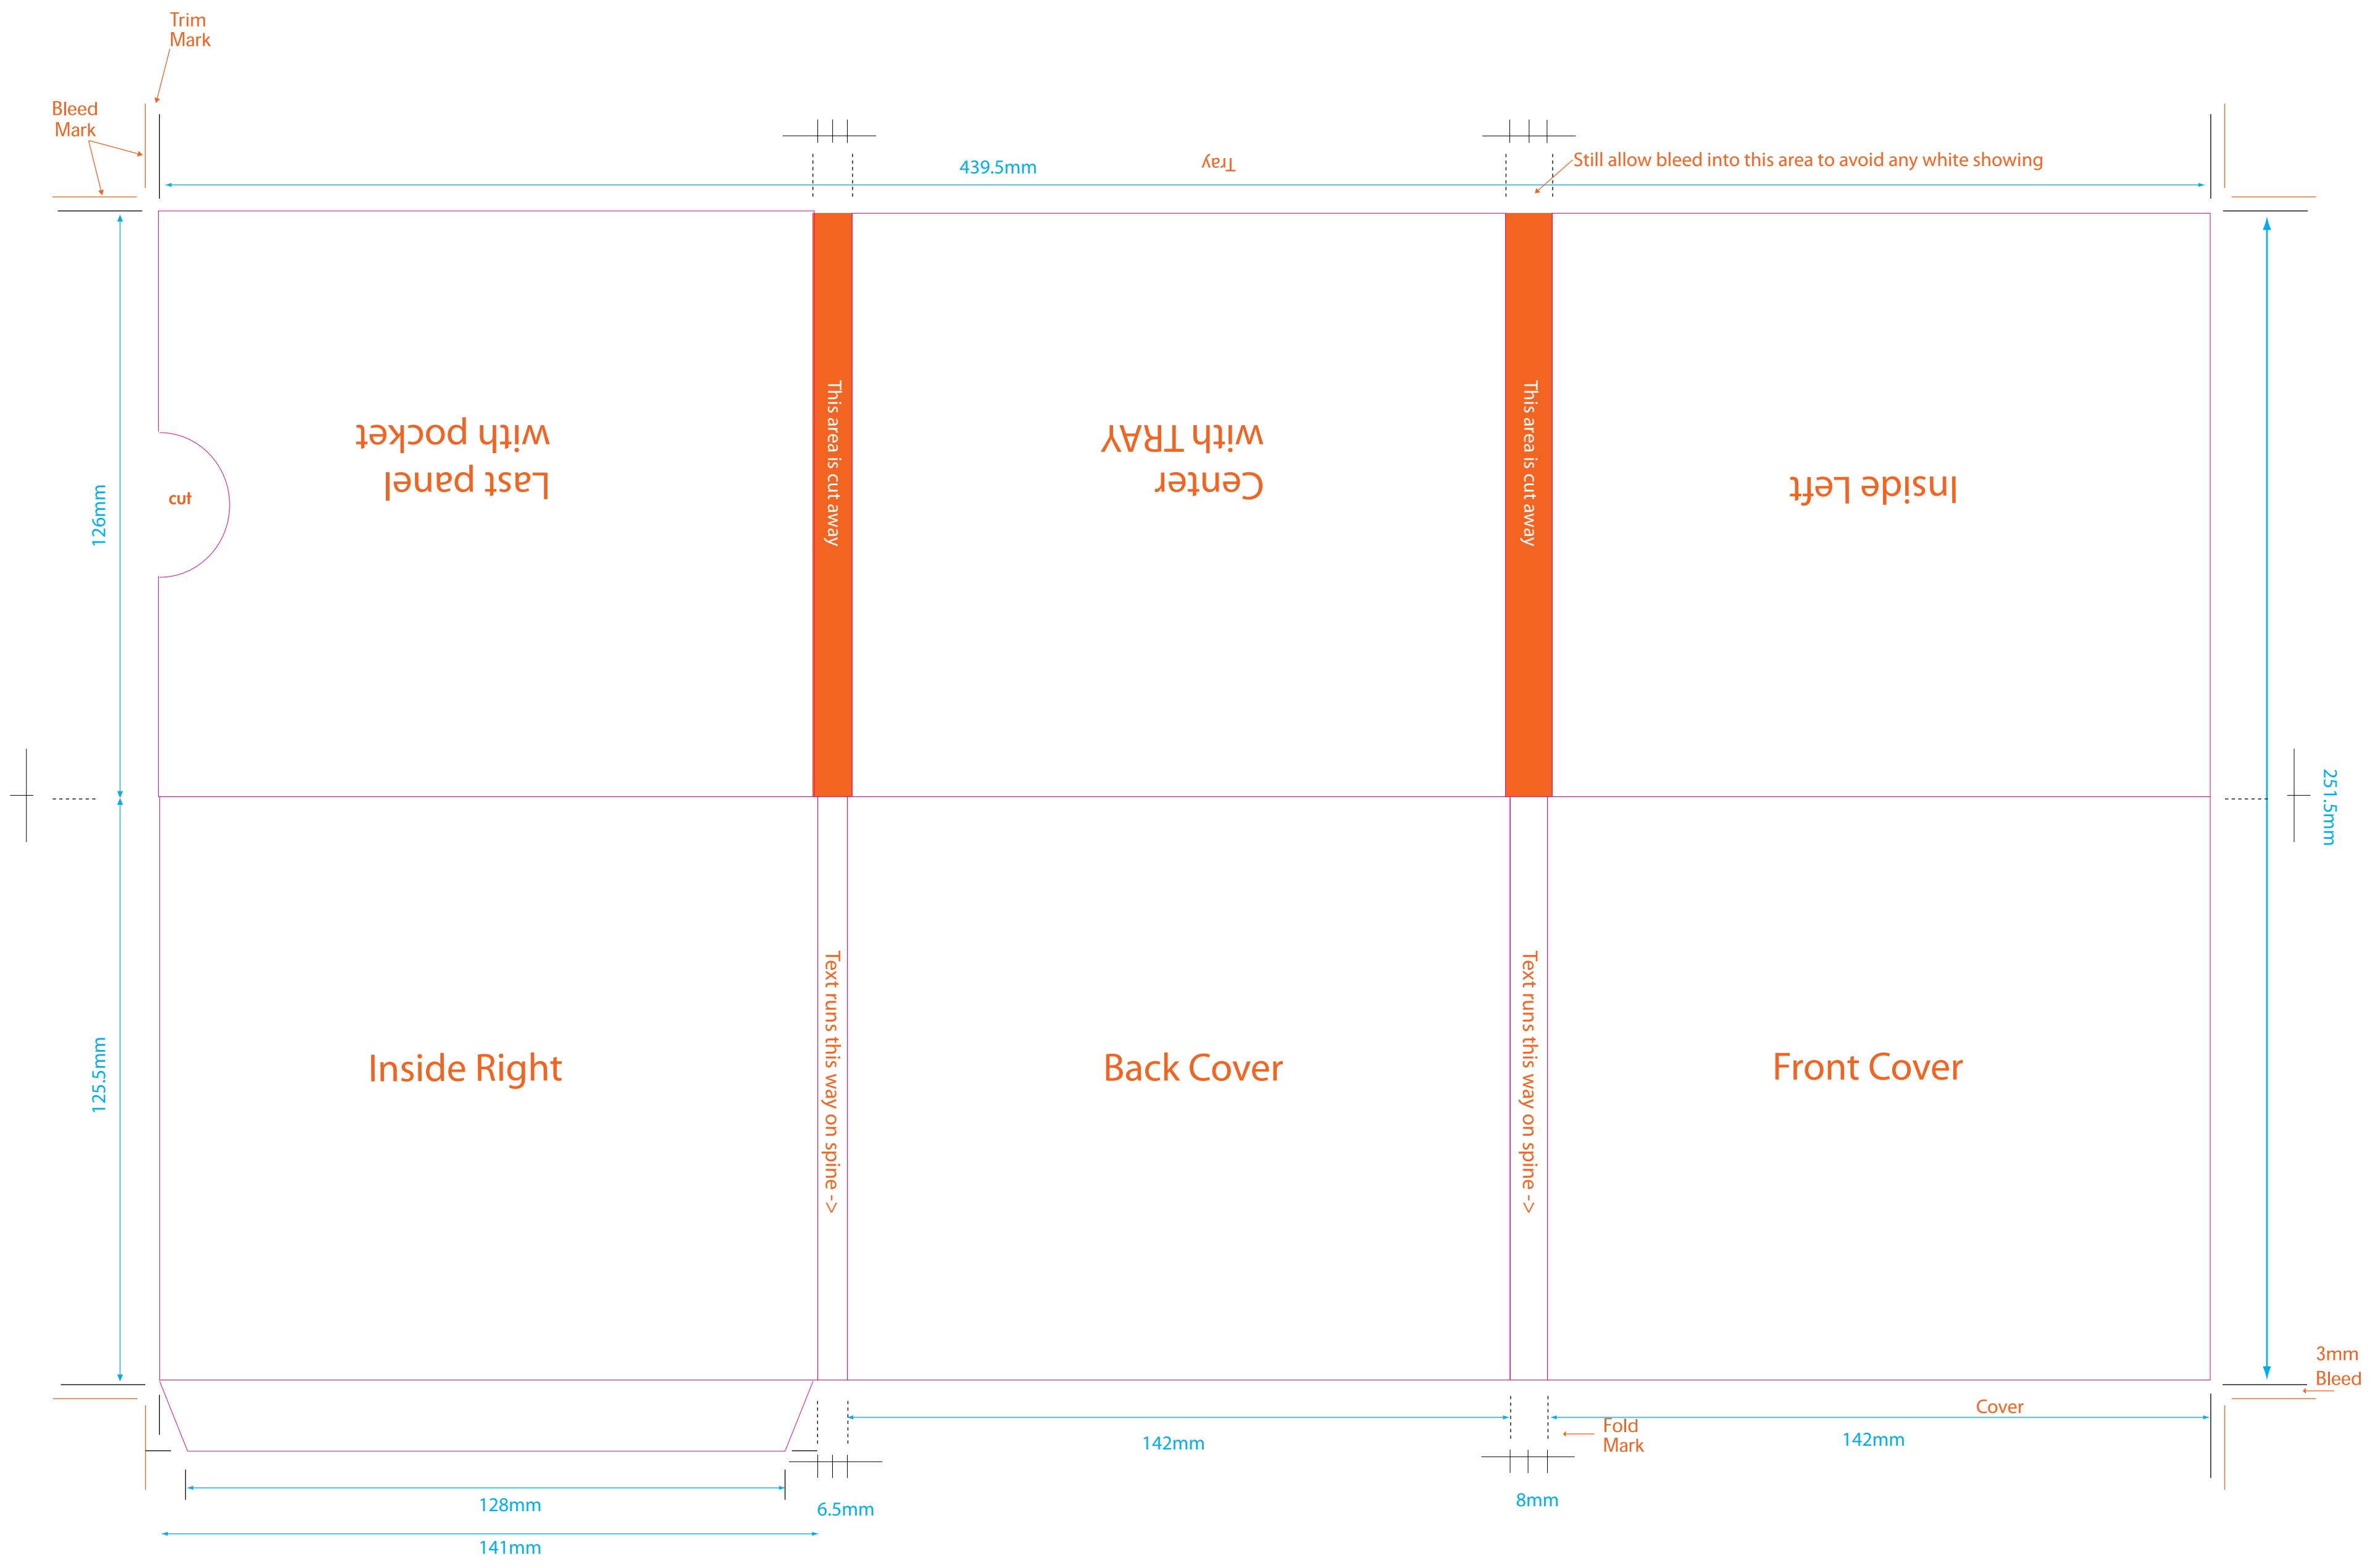 Trim
Mark
Bleed
Mark
439.5mm
Tray
Still allow bleed into this area to avoid any white showing
126mm
cut
Last panel
with pocket
This area is cut away
Center
with TRAY
This area is cut away
Inside Left
251.5mm
125.5mm
Inside Right
Text runs this way on spine ->
Back Cover
Text runs this way on spine ->
Front Cover
3mm
Bleed
Cover
Fold
Mark
142mm
142mm
128mm
6.5mm
8mm
141mm